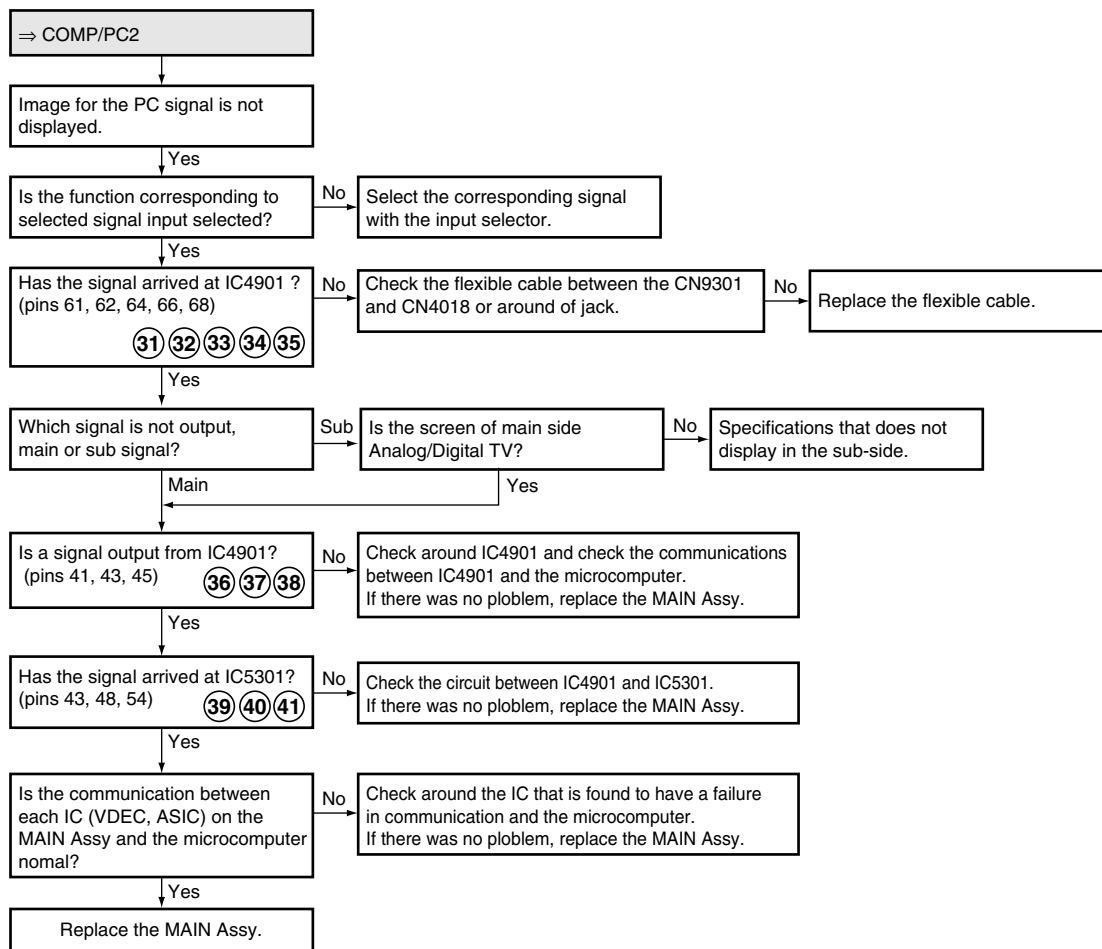 ⇒ COMP/PC2
Image for the PC signal is not
displayed.
Yes
Is the function corresponding to
selected signal input selected?
No
Select the corresponding signal
with the input selector.
Yes
Has the signal arrived at IC4901 ?
(pins 61, 62, 64, 66, 68)
31 32 33 34 35
No
Check the flexible cable between the CN9301
and CN4018 or around of jack.
No
Replace the flexible cable.
Yes
Which signal is not output,
main or sub signal?
Sub
Is the screen of main side
Analog/Digital TV?
No
Specifications that does not
display in the sub-side.
Main
Yes
Is a signal output from IC4901?
(pins 41, 43, 45)
36 37 38
No
Check around IC4901 and check the communications
between IC4901 and the microcomputer.
If there was no ploblem, replace the MAIN Assy.
Yes
Has the signal arrived at IC5301?
(pins 43, 48, 54)
39 40 41
No
Check the circuit between IC4901 and IC5301.
If there was no ploblem, replace the MAIN Assy.
Yes
Is the communication between
each IC (VDEC, ASIC) on the
MAIN Assy and the microcomputer
nomal?
No
Check around the IC that is found to have a failure
in communication and the microcomputer.
If there was no ploblem, replace the MAIN Assy.
Yes
Replace the MAIN Assy.